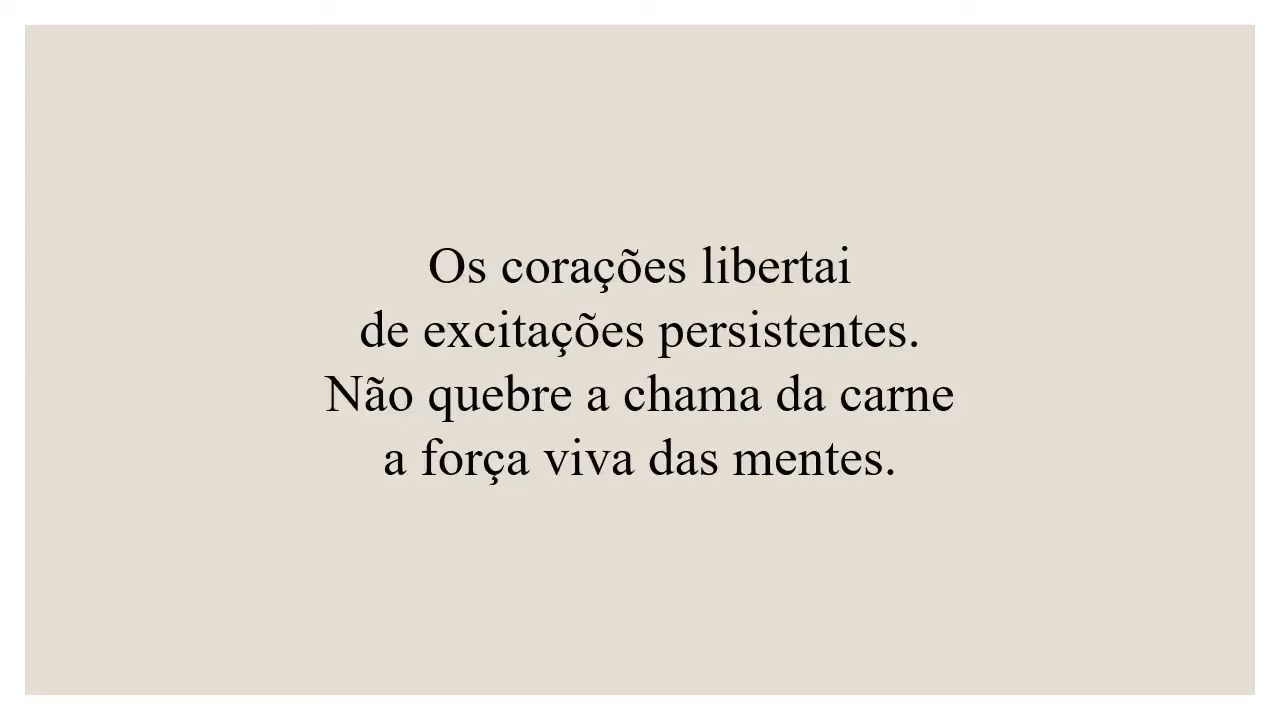 Os corações libertai
de excitações persistentes.
Não quebre a chama da carne
a força viva das mentes.